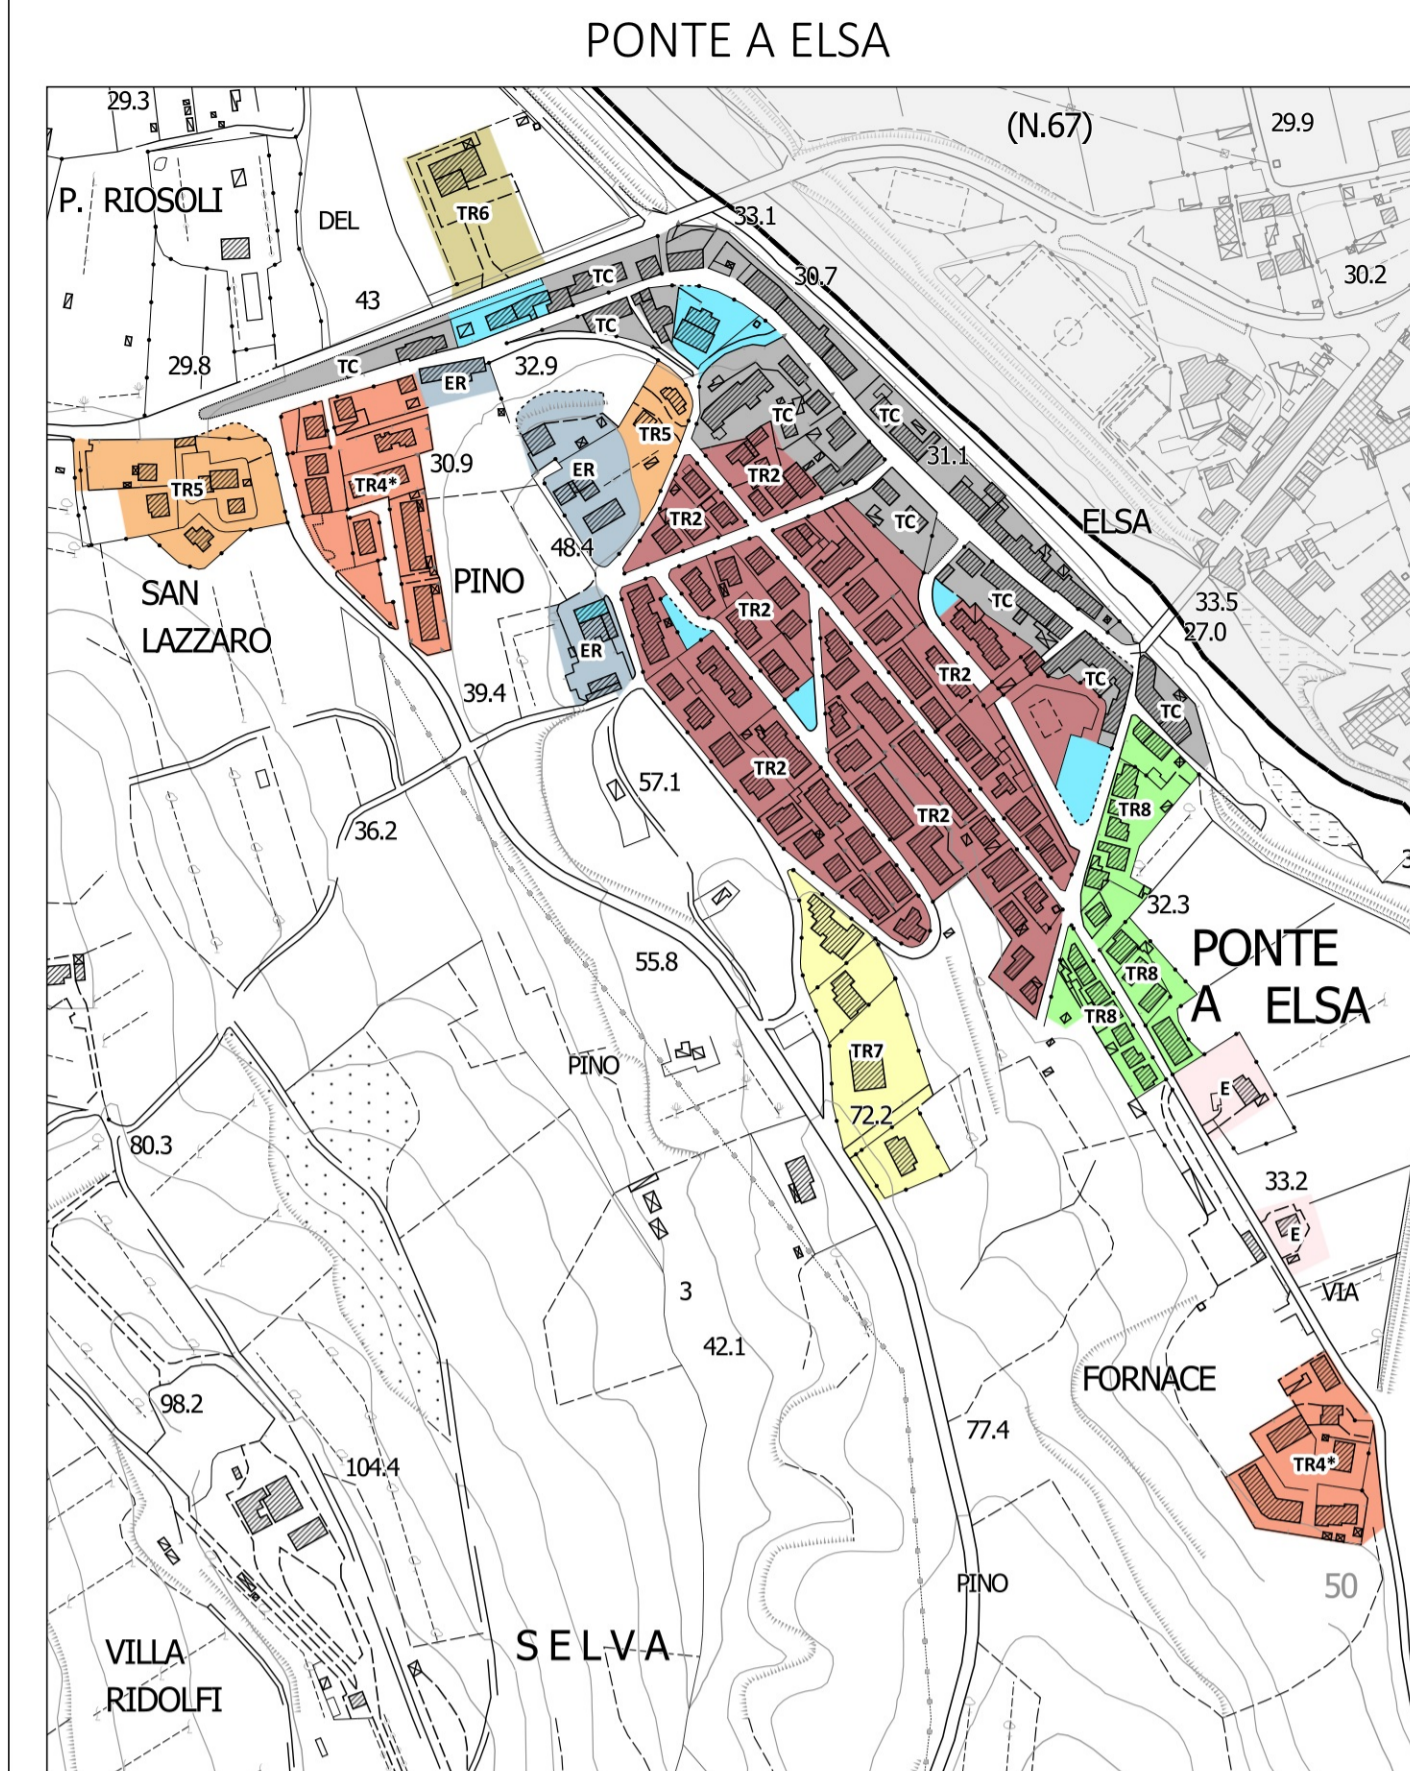 PONTE A ELSA
29.3
(N.67)
29.9
P. RIOSOLI
DEL
TR6
33.1
43
TC
30.7
30.2
TC
29.8
TC
ER
32.9
TC
TC
TR5
31.1
TR5
TR4*
30.9
ER
TR2
TR2
TC
ELSA
48.4
SAN
LAZZARO
PINO
TR2
TC
33.5
27.0
ER
39.4
TR2
TC
TC
57.1
TR2
36.2
TR2
TR8
32.3
55.8
PONTE
A ELSA
TR8
TR8
PINO
TR7
72.2
E
80.3
33.2
E
3
VIA
42.1
FORNACE
98.2
77.4
104.4
TR4*
PINO
50
SELVA
VILLA
RIDOLFI